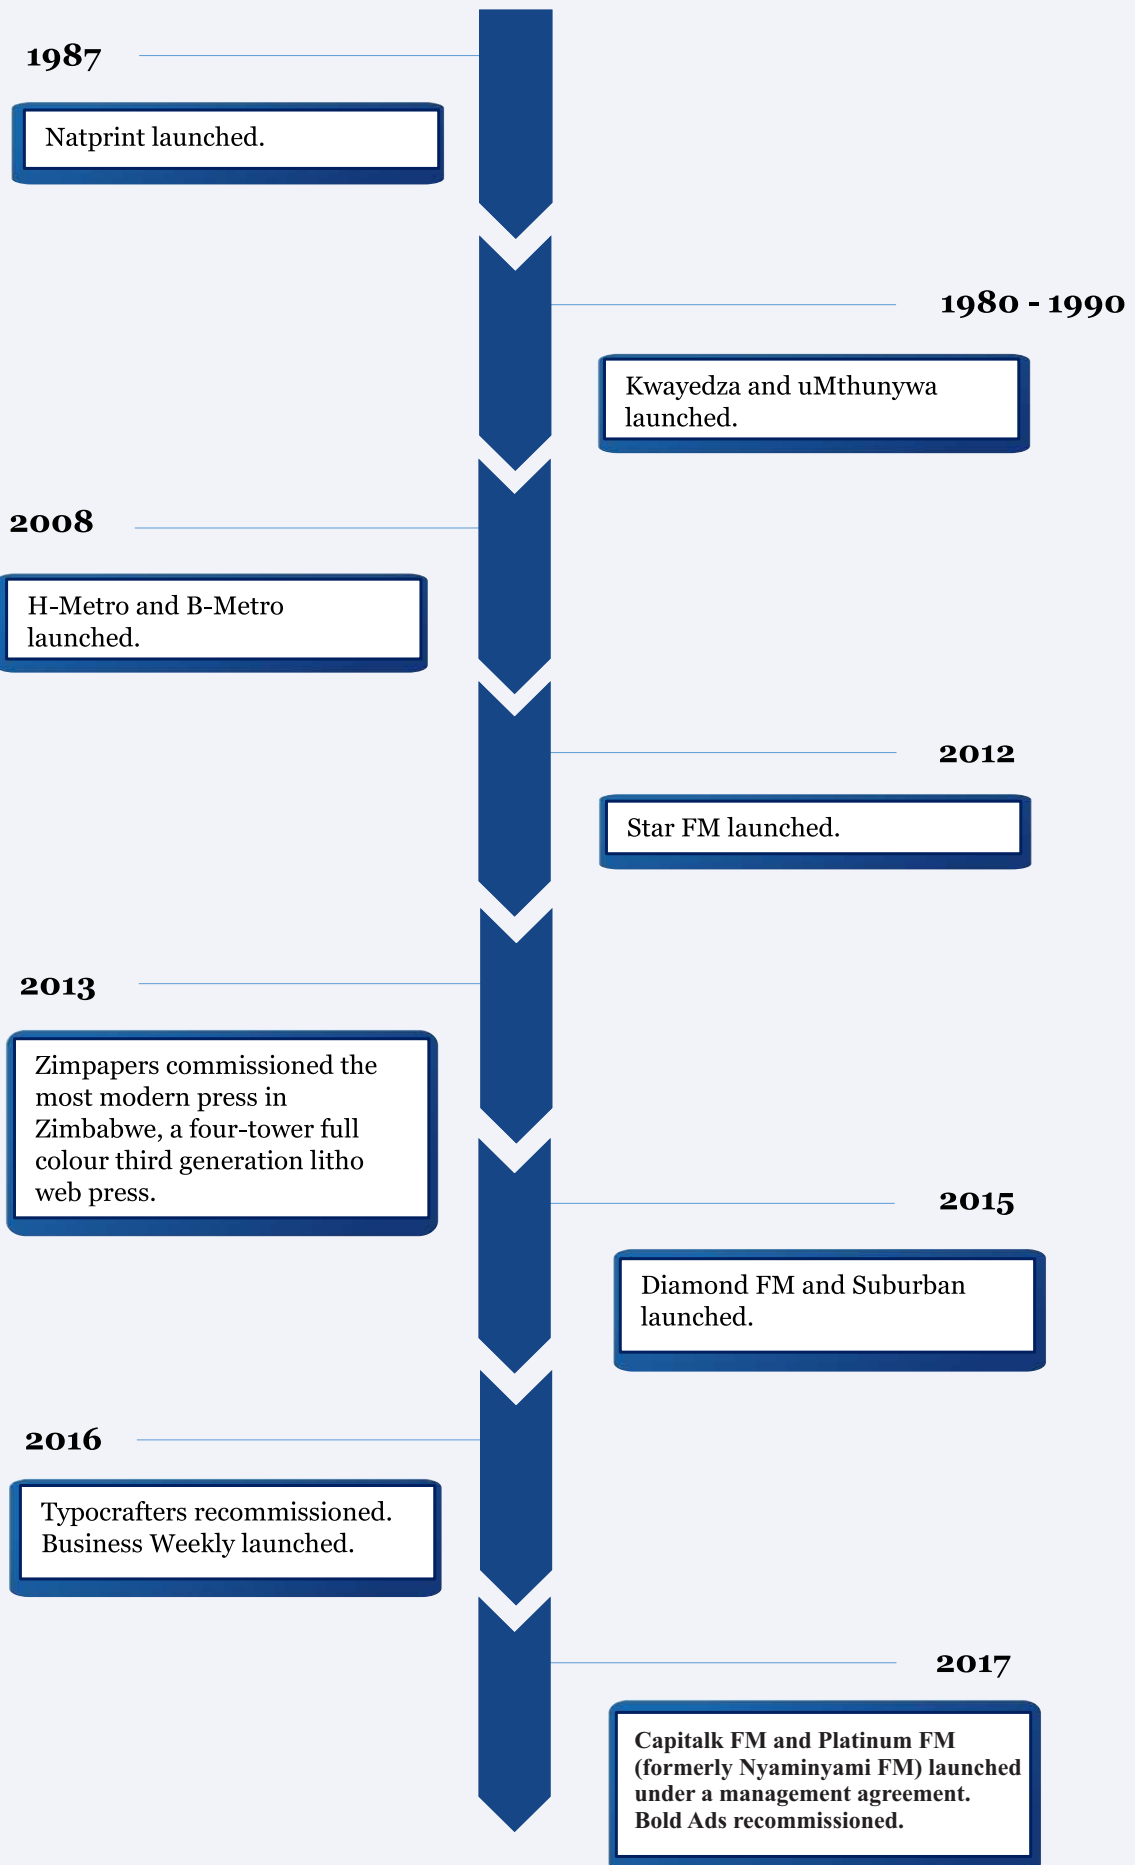 1987
Natprint launched.
1980 - 1990
Kwayedza and uMthunywa
launched.
2008
H-Metro and B-Metro
launched.
2012
Star FM launched.
2013
Zimpapers commissioned the
most modern press in
Zimbabwe, a four-tower full
colour third generation litho
web press.
2015
Diamond FM and Suburban
launched.
2016
Typocrafters recommissioned.
Business Weekly launched.
2017
Capitalk FM and Platinum FM
(formerly Nyaminyami FM) launched
under a management agreement.
Bold Ads recommissioned.